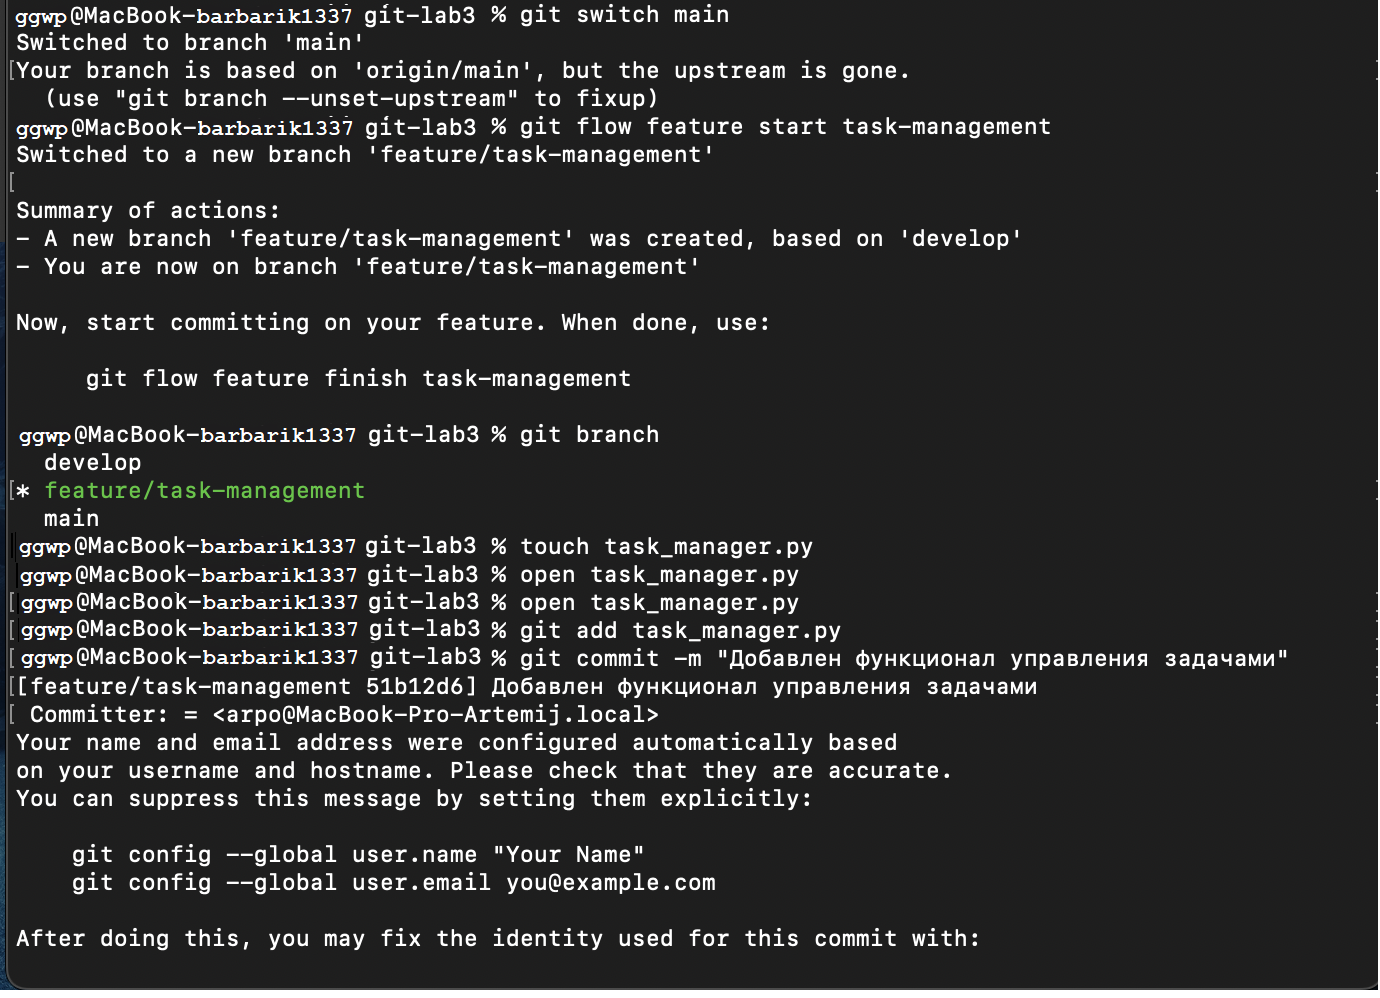 ggwp@MacBook-barbarik1337 git-lab3 % git switch main
Switched to branch 'main'
[Your branch is based on 'origin/main', but the upstream is gone.
  (use "git branch --unset-upstream" to fixup)
ggwp@MacBook-barbarik1337 git-lab3 % git flow feature start task-management
Switched to a new branch 'feature/task-management'
[
Summary of actions:
- A new branch 'feature/task-management' was created, based on 'develop'
- You are now on branch 'feature/task-management'
Now, start committing on your feature. When done, use:
     git flow feature finish task-management
ggwp@MacBook-barbarik1337 git-lab3 % git branch
  develop
[* feature/task-management
  main
ggwp@MacBook-barbarik1337 git-lab3 % touch task_manager.py
ggwp@MacBook-barbarik1337 git-lab3 % open task_manager.py
[ggwp@MacBook-barbarik1337 git-lab3 % open task_manager.py
[ggwp@MacBook-barbarik1337 git-lab3 % git add task_manager.py
[ggwp@MacBook-barbarik1337 git-lab3 % git commit -m "Добавлен функционал управления задачами"
[[feature/task-management 51b12d6] Добавлен функционал управления задачами
[ Committer: = <arpo@MacBook-Pro-Artemij.local>
Your name and email address were configured automatically based
on your username and hostname. Please check that they are accurate.
You can suppress this message by setting them explicitly:
    git config --global user.name "Your Name"
    git config --global user.email you@example.com
After doing this, you may fix the identity used for this commit with: